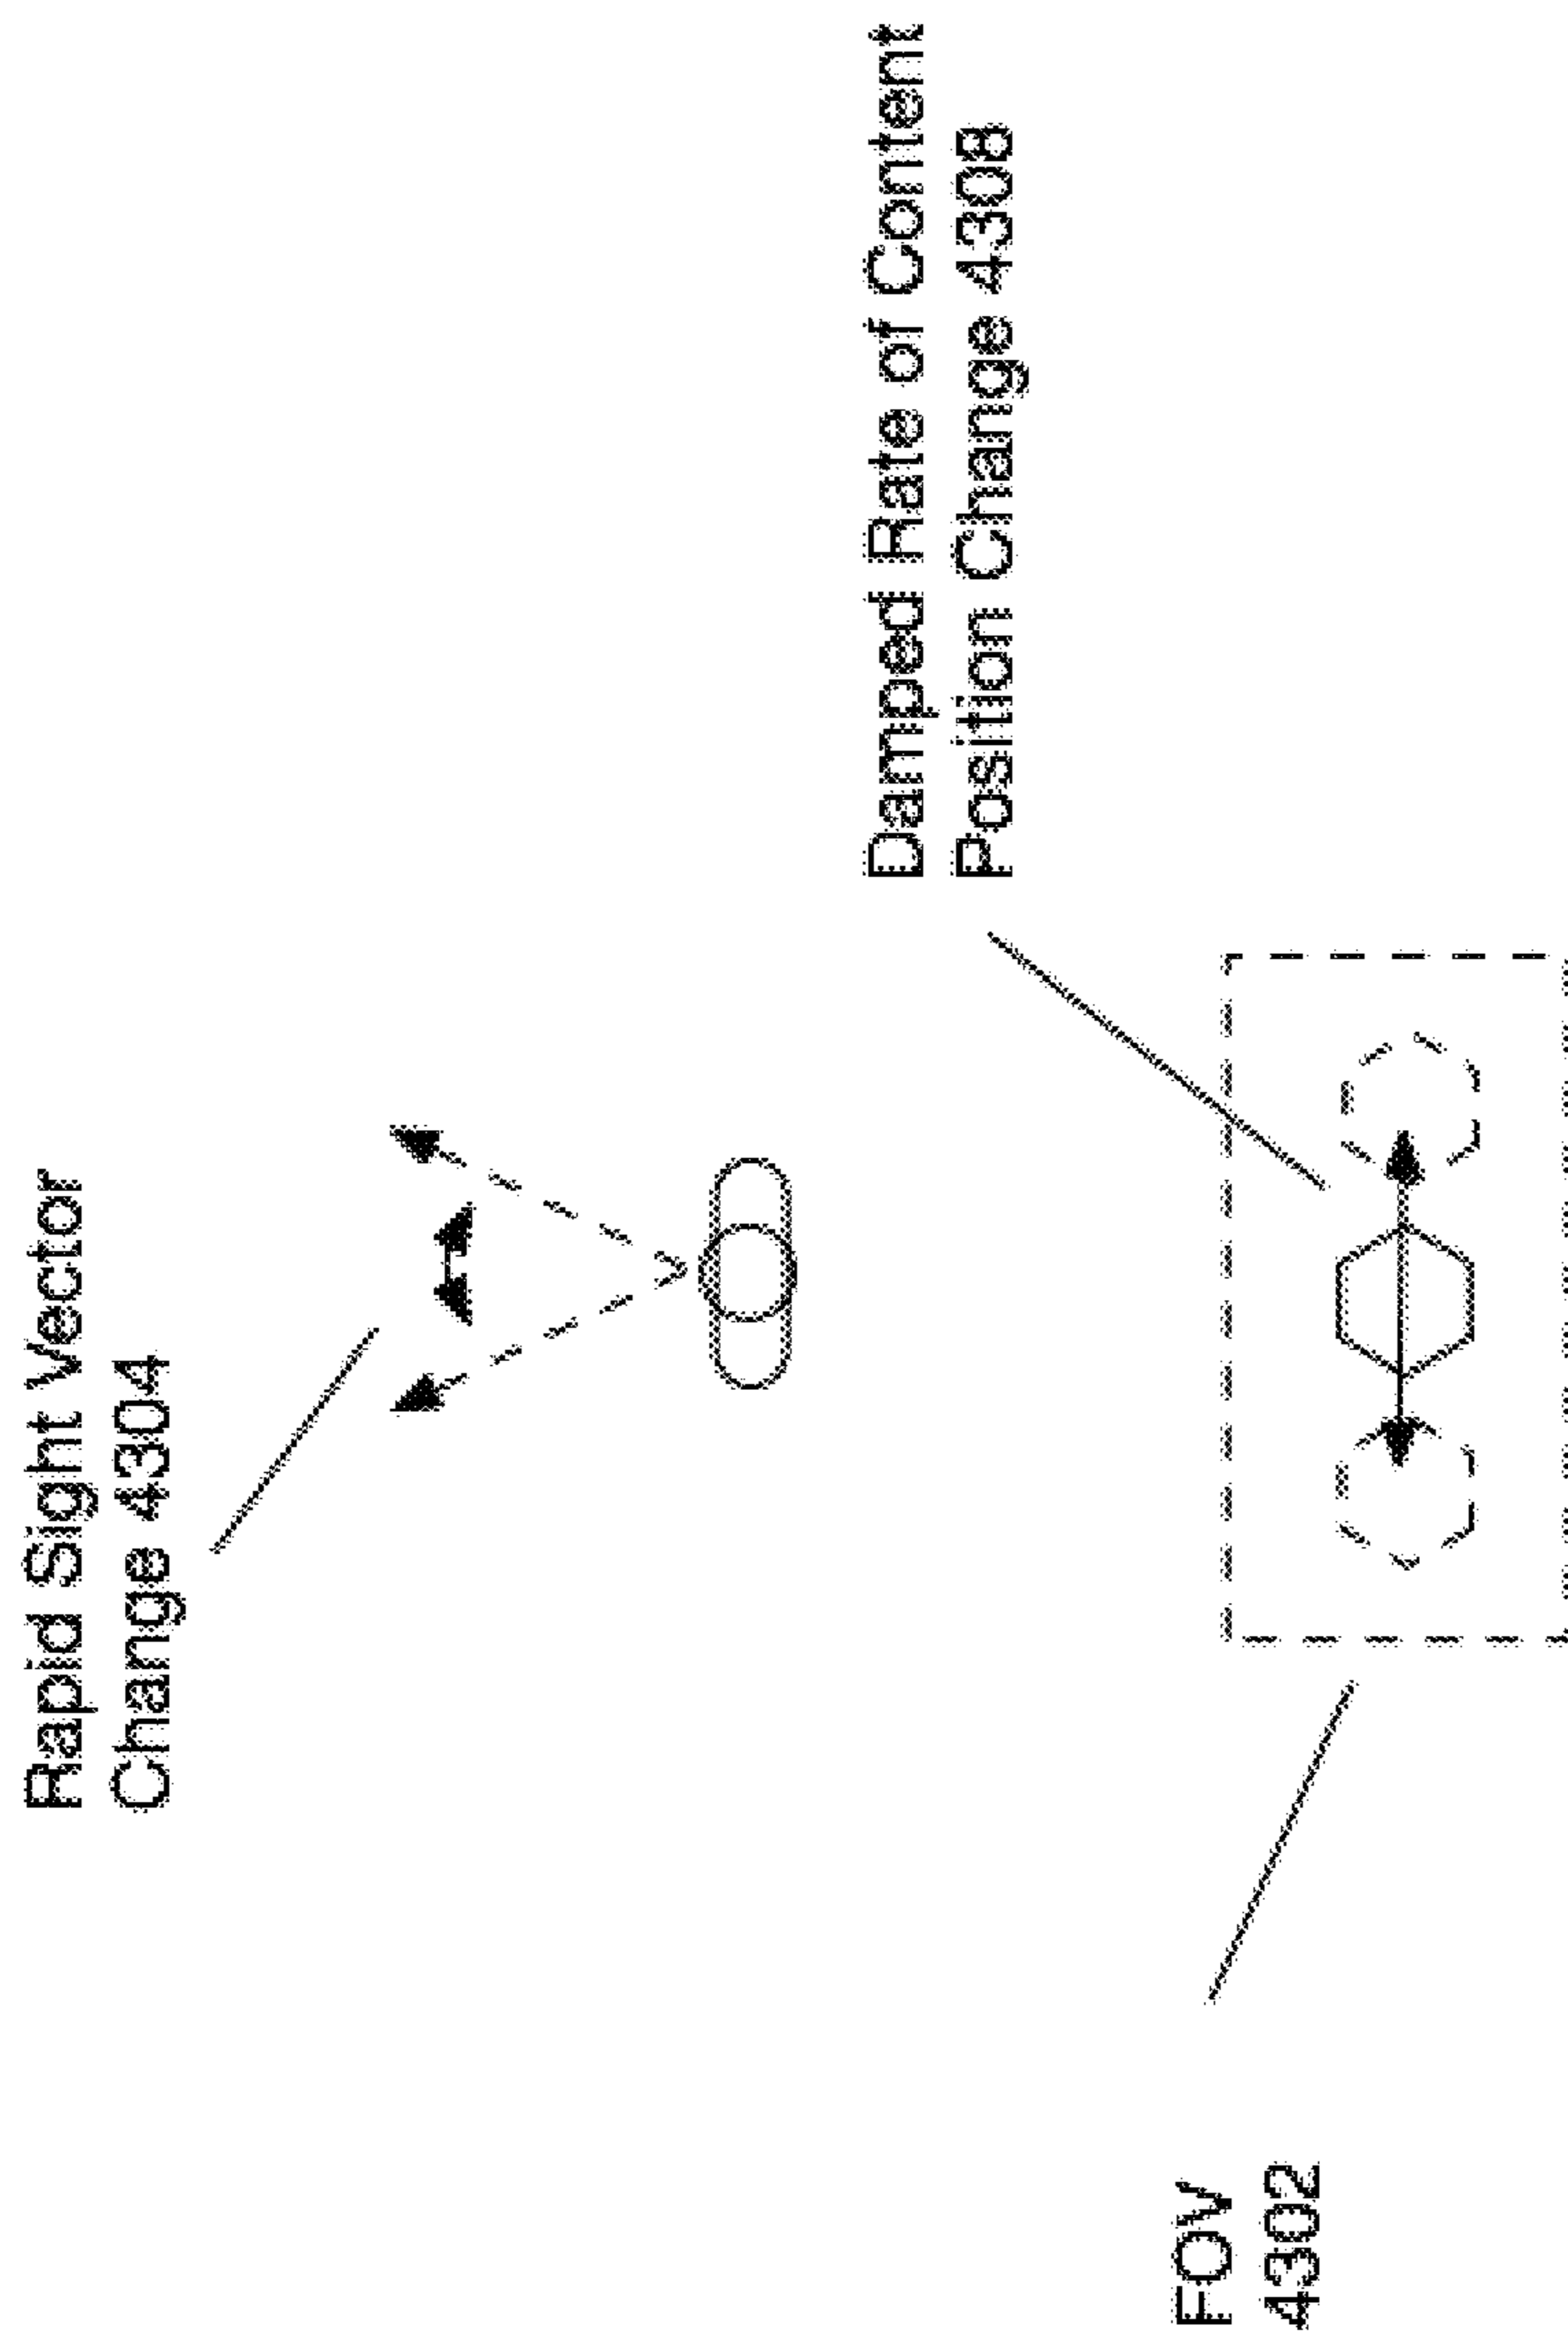 Rapid Sight Vector
Change 4304
Damped Rate of Content
Position Change 4308
FOV
4302